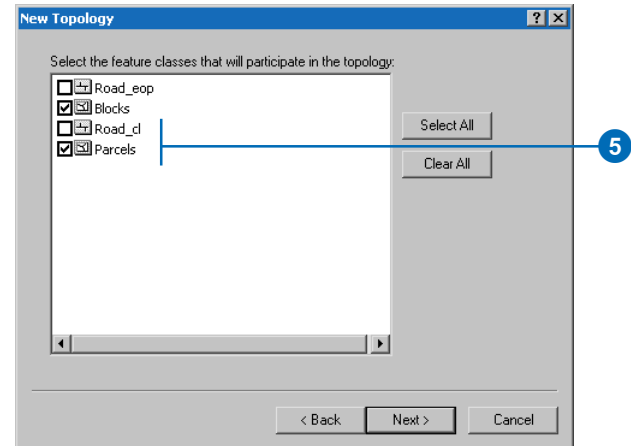 New Topology
? X
Select the feature classes that will participate in the topology:
Road_eop
Blocks
Road_cl
Parcels
Select All
5
Clear All
< Back
Next >
Cancel